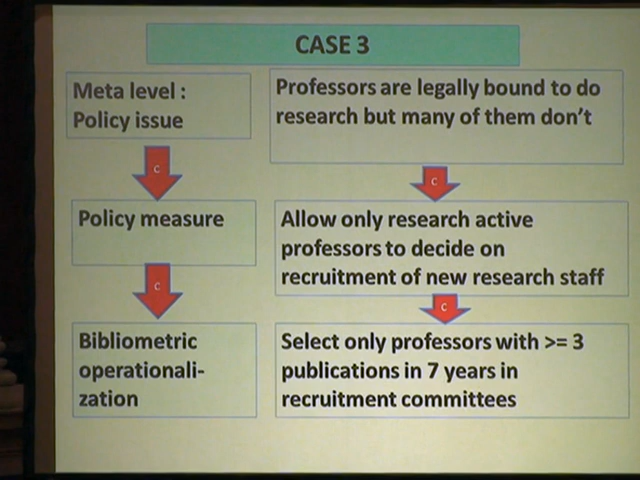 CASE 3
Meta level :
Policy issue
Professors are legally bound to do
research but many of them don't
c
c
Policy measure
Allow only research active
professors to decide on
recruitment of new research staff
c
c
Bibliometric
operationali-
zation
Select only professors with >= 3
publications in 7 years in
recruitment committees